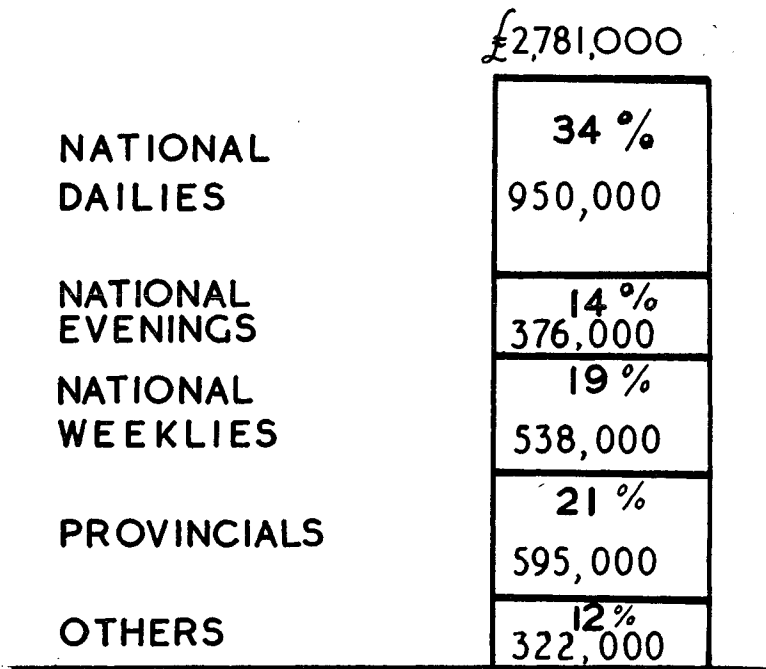 £2,781,000
NATIONAL
DAILIES
34 %
950,000
NATIONAL
EVENINGS
14 %
376,000
NATIONAL
WEEKLIES
19 %
538,000
PROVINCIALS
21 %
595,000
OTHERS
12 %
322,000